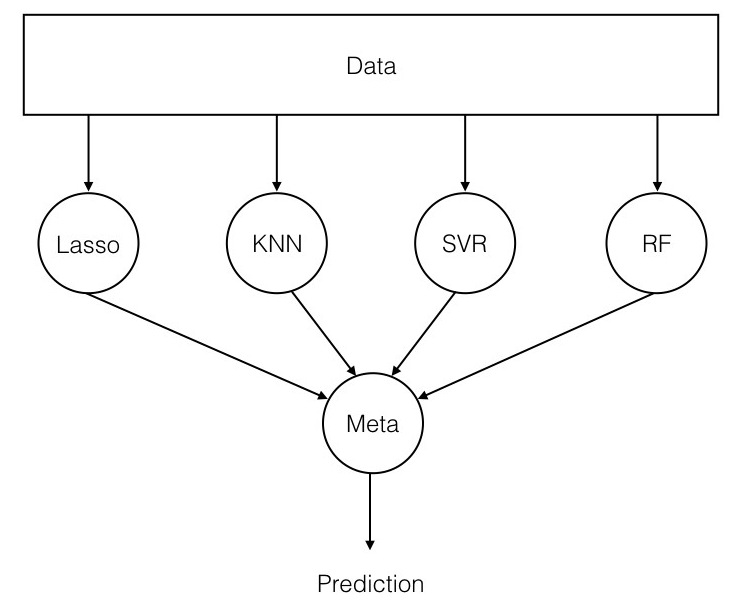 Data
Lasso
KNN
SVR
RF
Meta
Prediction